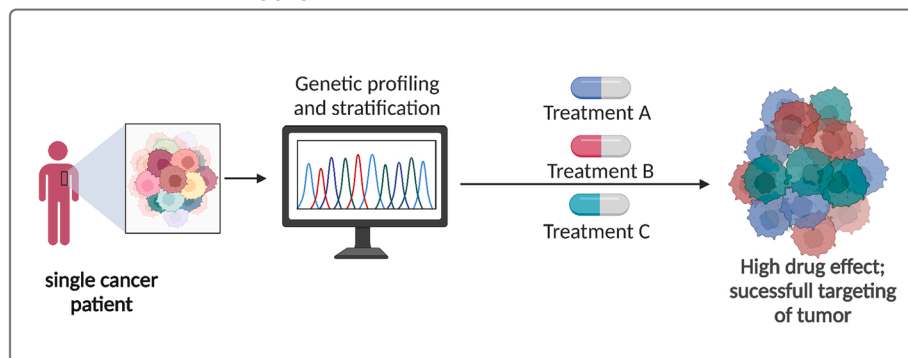 Genetic profiling
and stratification
Treatment A
Treatment B
Treatment C
single cancer
patient
High drug effect;
sucessfull targeting
of tumor